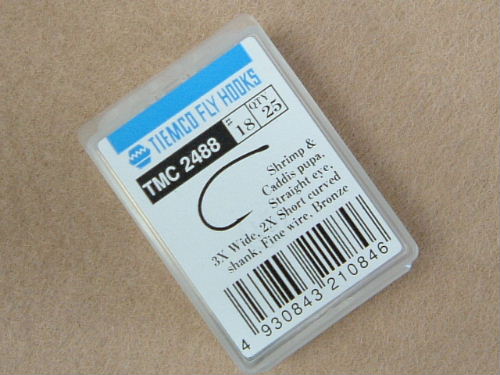 TIEMCO FLY HOOKS
TMC 2488
# 18
QTY 25
Shrimp &
Caddis pupa,
Straight eye,
3X Wide, 2X Short curved
shank, Fine wire, Bronze
4 930843 210846